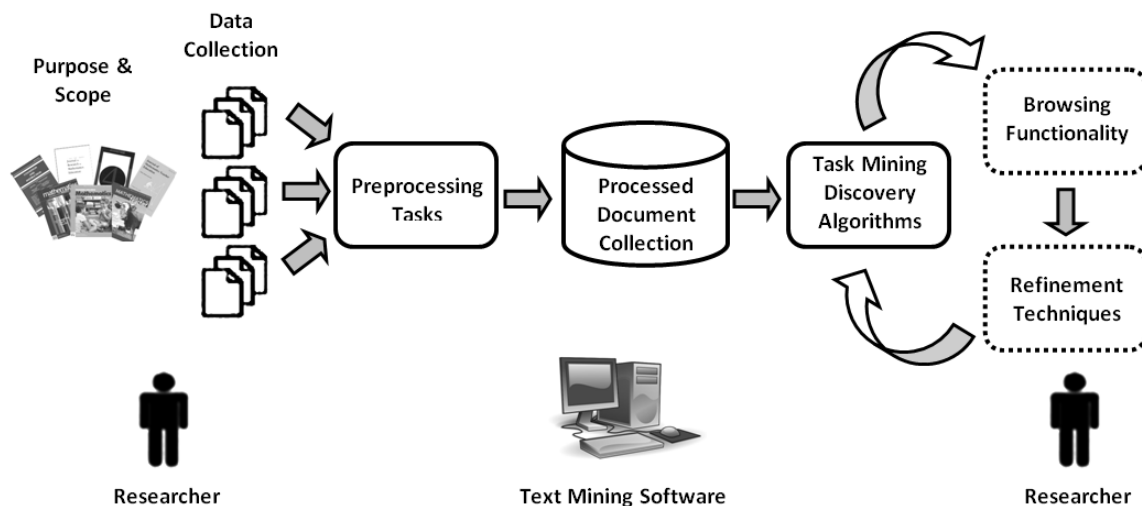 Data
Collection
Purpose &
Scope
Preprocessing
Tasks
Processed
Document
Collection
Task Mining
Discovery
Algorithms
Browsing
Functionality
Refinement
Techniques
Researcher
Text Mining Software
Researcher